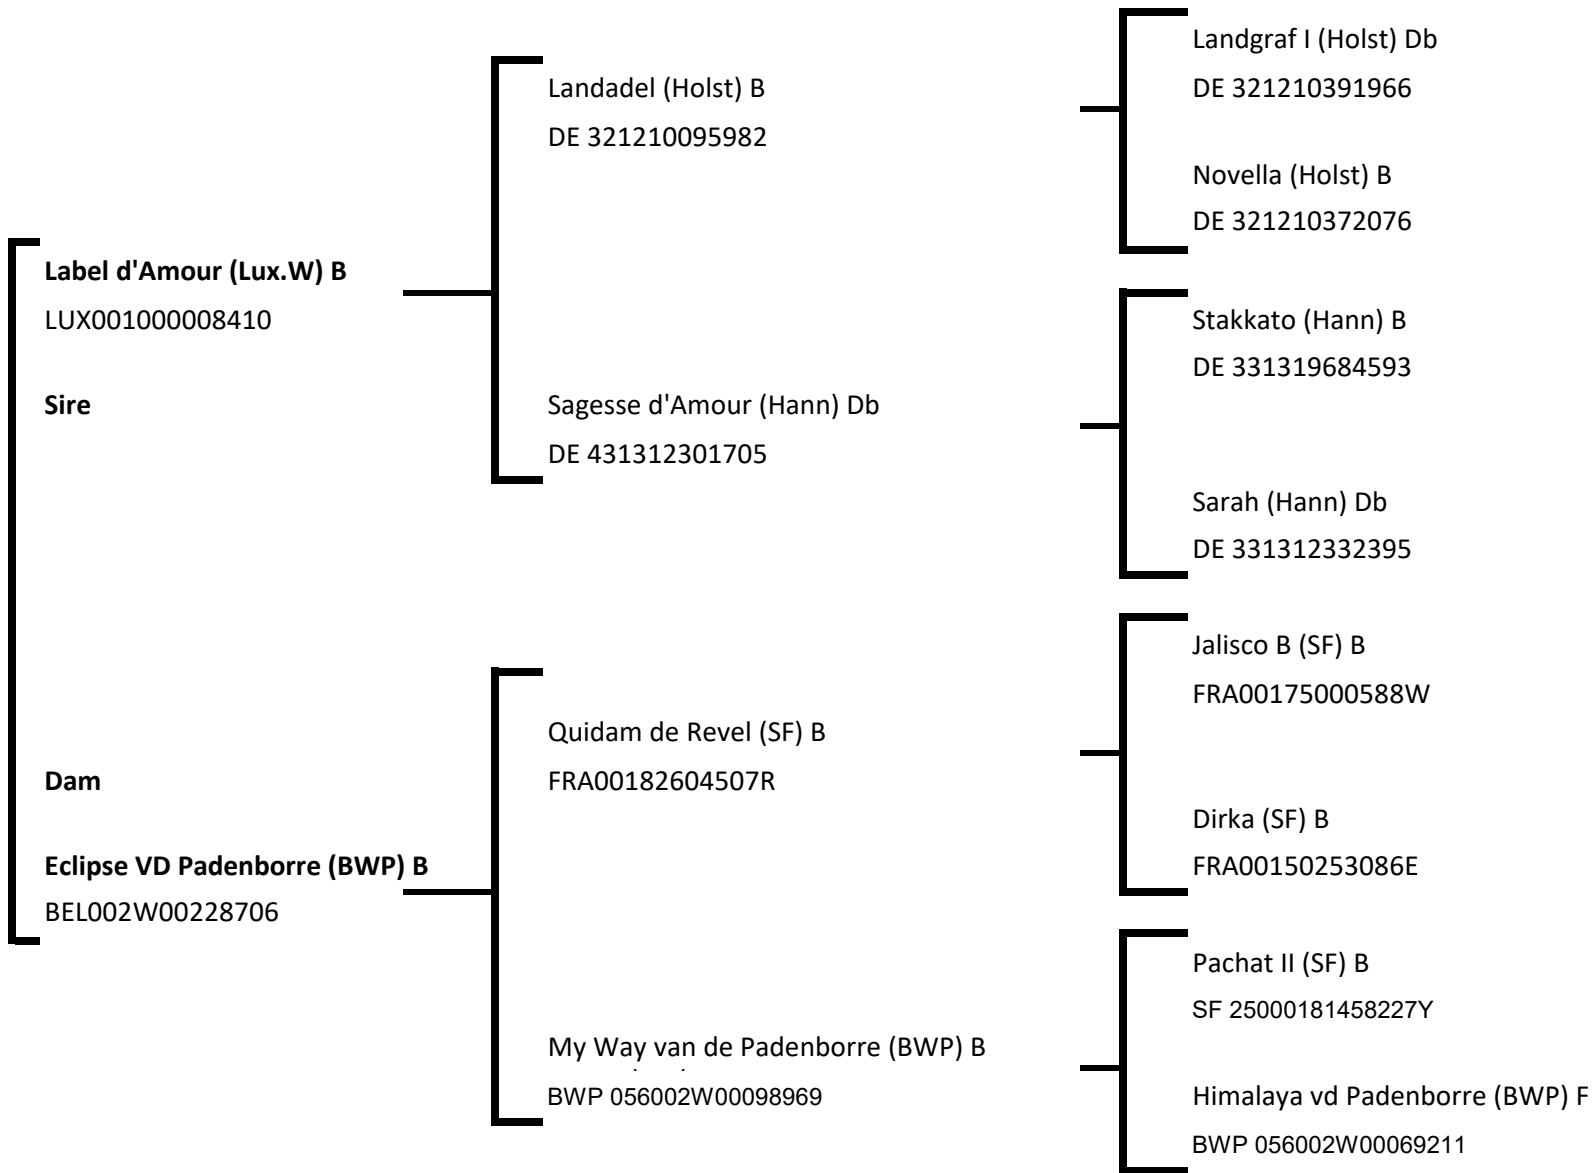 Label d'Amour (Lux.W) B
LUX001000008410
Sire
Dam
Eclipse VD Padenborre (BWP) B
BEL002W00228706
Landadel (Holst) B
DE 321210095982
Sagesse d'Amour (Hann) Db
DE 431312301705
Quidam de Revel (SF) B
FRA00182604507R
My Way van de Padenborre (BWP) B
BWP 056002W00098969
Landgraf I (Holst) Db
DE 321210391966
Novella (Holst) B
DE 321210372076
Stakkato (Hann) B
DE 331319684593
Sarah (Hann) Db
DE 331312332395
Jalisco B (SF) B
FRA00175000588W
Dirka (SF) B
FRA00150253086E
Pachat II (SF) B
SF 25000181458227Y
Himalaya vd Padenborre (BWP) F
BWP 056002W00069211